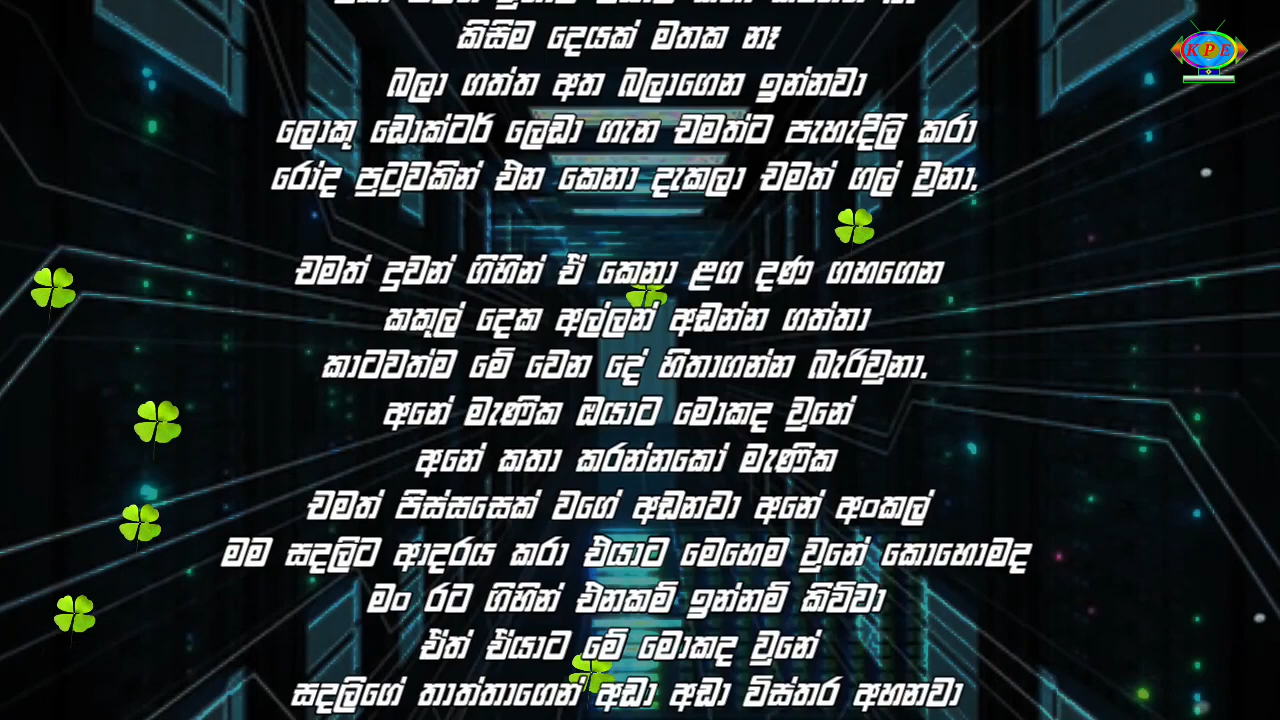 කිසිම දෙයක් මතක නෑ
KPE
බලා ගත්ත අත බලාගෙන ඉන්නවා
ලොකු ඩොක්ටර් ලෙඩා ගැන චමත්ට පැහැදිලි කරා
රෝද පුටුවකින් එන කෙනා දැකලා චමත් ගල් වුනා.
චමත් දුවන් ගිහින් ඒ කෙනා ළග දණ ගහගෙන
කකුල් දෙක අල්ලන් අඩන්න ගත්තා
කාටවත්ම මේ වෙන දේ හිතාගන්න බැරිවුනා.
අනේ මැණික ඔයාට මොකද වුනේ
අනේ කතා කරන්නකෝ මැණික
චමත් පිස්සසෙක් වගේ අඩනවා අනේ අංකල්
මම සදලිට ආදරය කරා එයාට මෙහෙම වුනේ කොහොමද
මං රට ගිහින් එනකම් ඉන්නම් කිව්වා
ඒත් ඒයාට මේ මොකද වුනේ
සදලිගේ තාත්තාගෙන් අඩා අඩා විස්තර අහනවා